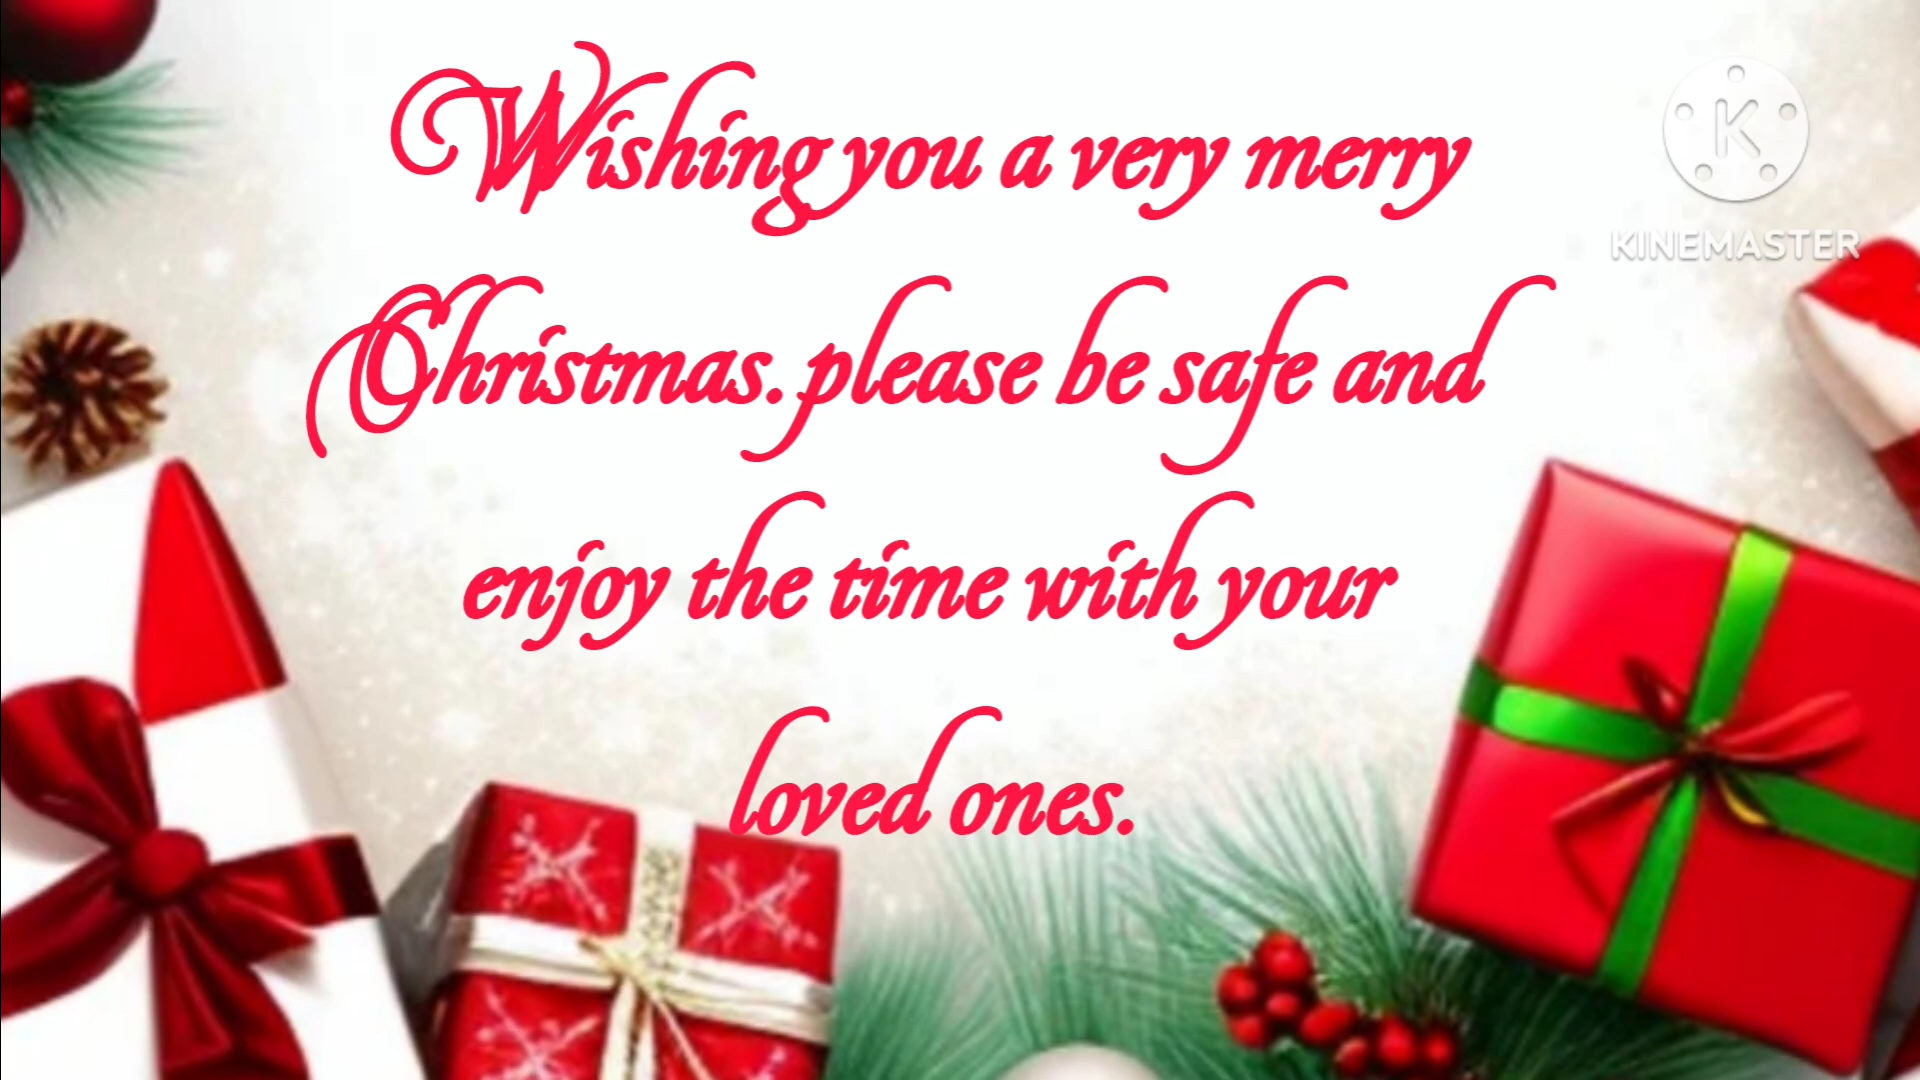 Wishing you a very merry
Christmas. please be safe and
enjoy the time with your
loved ones.
K
KINEMASTER